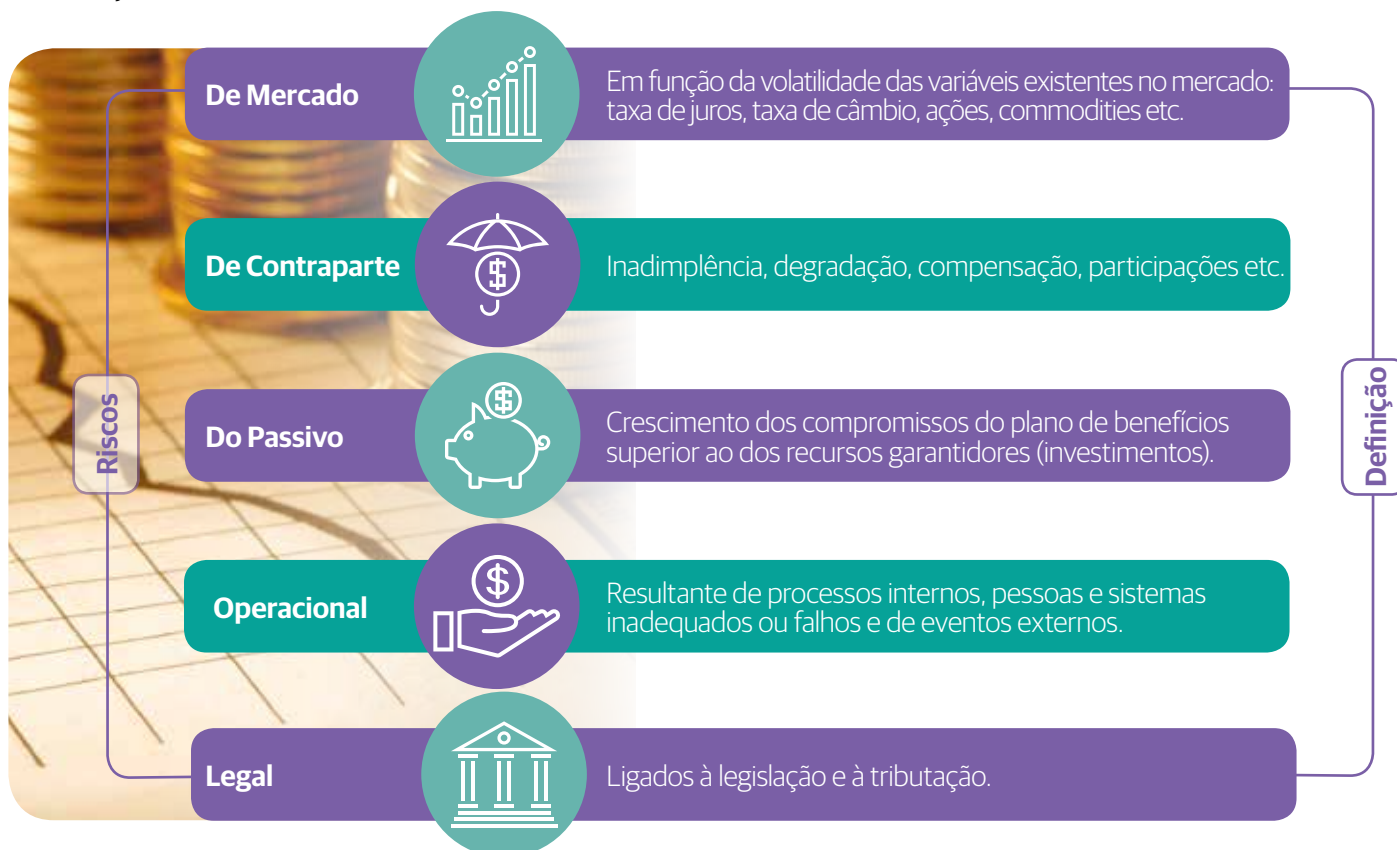 De Mercado
Em função da volatilidade das variáveis existentes no mercado:
taxa de juros, taxa de câmbio, ações, commodities etc.
De Contraparte
$
Inadimplência, degradação, compensação, participações etc.
Riscos
Definição
Do Passivo
$
Crescimento dos compromissos do plano de benefícios
superior ao dos recursos garantidores (investimentos).
Operacional
$
Resultante de processos internos, pessoas e sistemas
inadequados ou falhos e de eventos externos.
Legal
Ligados à legislação e à tributação.